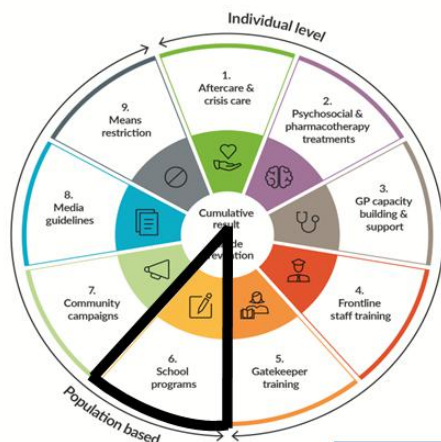 Individual level
1.
Aftercare &
crisis care
2.
Psychosocial &
pharmacotherapy
treatments
3.
GP capacity
building &
support
4.
Frontline
staff training
5.
Gatekeeper
training
6.
School
programs
7.
Community
campaigns
8.
Media
guidelines
9.
Means
restriction
Cumulative
result
Population based